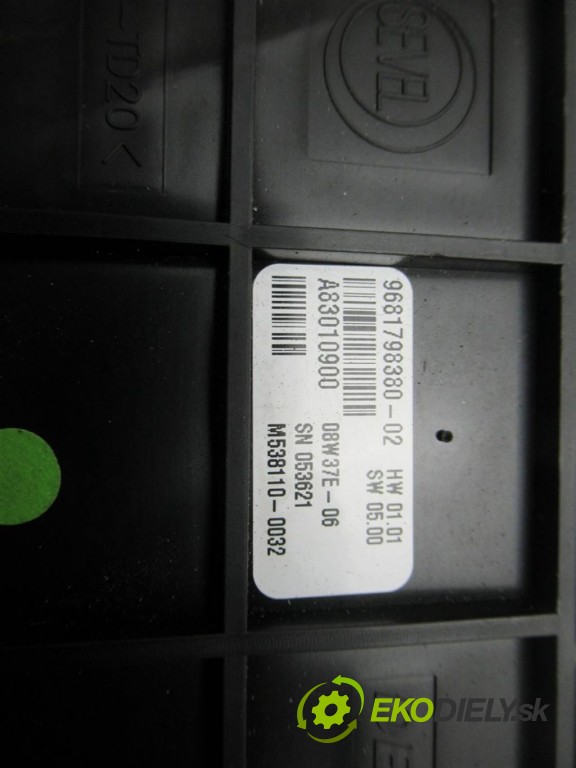 -TD20<
SEVEL
9681798380-02 HW 01.01
SW 05.00
A83010900 08W37E-06
SN 053621
M538110-0032
EKODIELY.sk